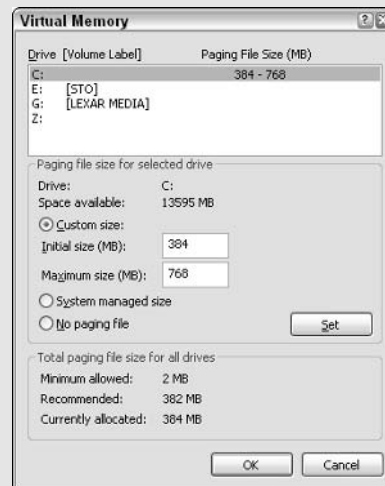 Virtual Memory
Drive [Volume Label] Paging File Size (MB)
C: 384 - 768
E: [STO]
G: [LEXAR MEDIA]
Z:
Paging file size for selected drive
Drive: C:
Space available: 13595 MB
Custom size:
Initial size (MB): 384
Maximum size (MB): 768
System managed size
No paging file
Set
Total paging file size for all drives
Minimum allowed: 2 MB
Recommended: 382 MB
Currently allocated: 384 MB
OK Cancel